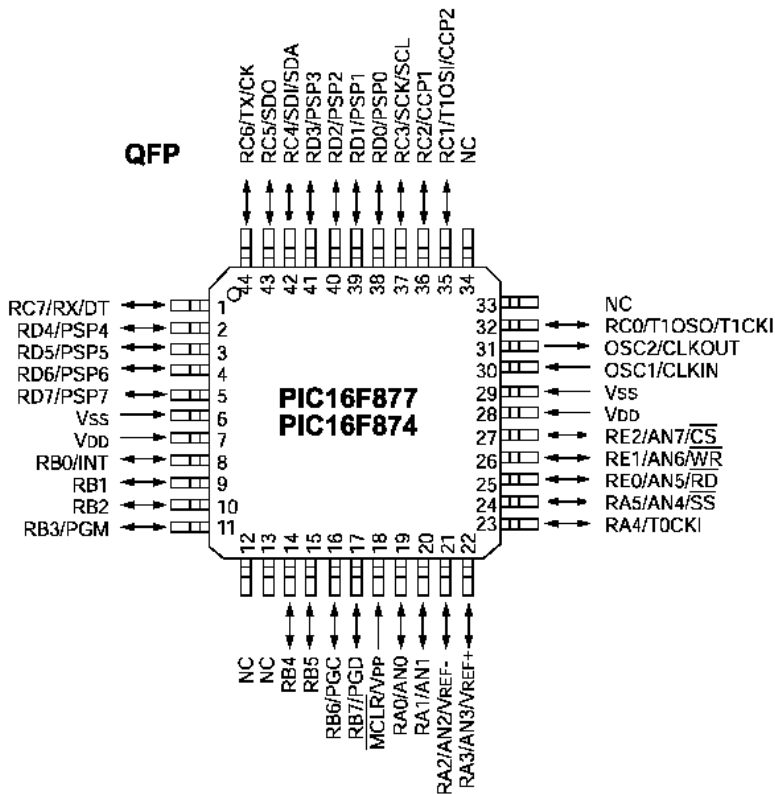 QFP
RC6/TX/CK
RC5/SDO
RC4/SDI/SDA
RD3/PSP3
RD2/PSP2
RD1/PSP1
RD0/PSP0
RC3/SCK/SCL
RC2/CCP1
RC1/T1OSI/CCP2
NC
44
43
42
41
40
39
38
37
36
35
34
RC7/RX/DT 1
RD4/PSP4 2
RD5/PSP5 3
RD6/PSP6 4
RD7/PSP7 5
VSS 6
VDD 7
RB0/INT 8
RB1 9
RB2 10
RB3/PGM 11
PIC16F877
PIC16F874
33 NC
32 RC0/T1OSO/T1CKI
31 OSC2/CLKOUT
30 OSC1/CLKIN
29 VSS
28 VDD
27 RE2/AN7/CS
26 RE1/AN6/WR
25 RE0/AN5/RD
24 RA5/AN4/SS
23 RA4/T0CKI
12
13
14
15
16
17
18
19
20
21
22
NC
NC
RB4
RB5
RB6/PGC
RB7/PGD
MCLR/VPP
RA0/AN0
RA1/AN1
RA2/AN2/VREF-
RA3/AN3/VREF+